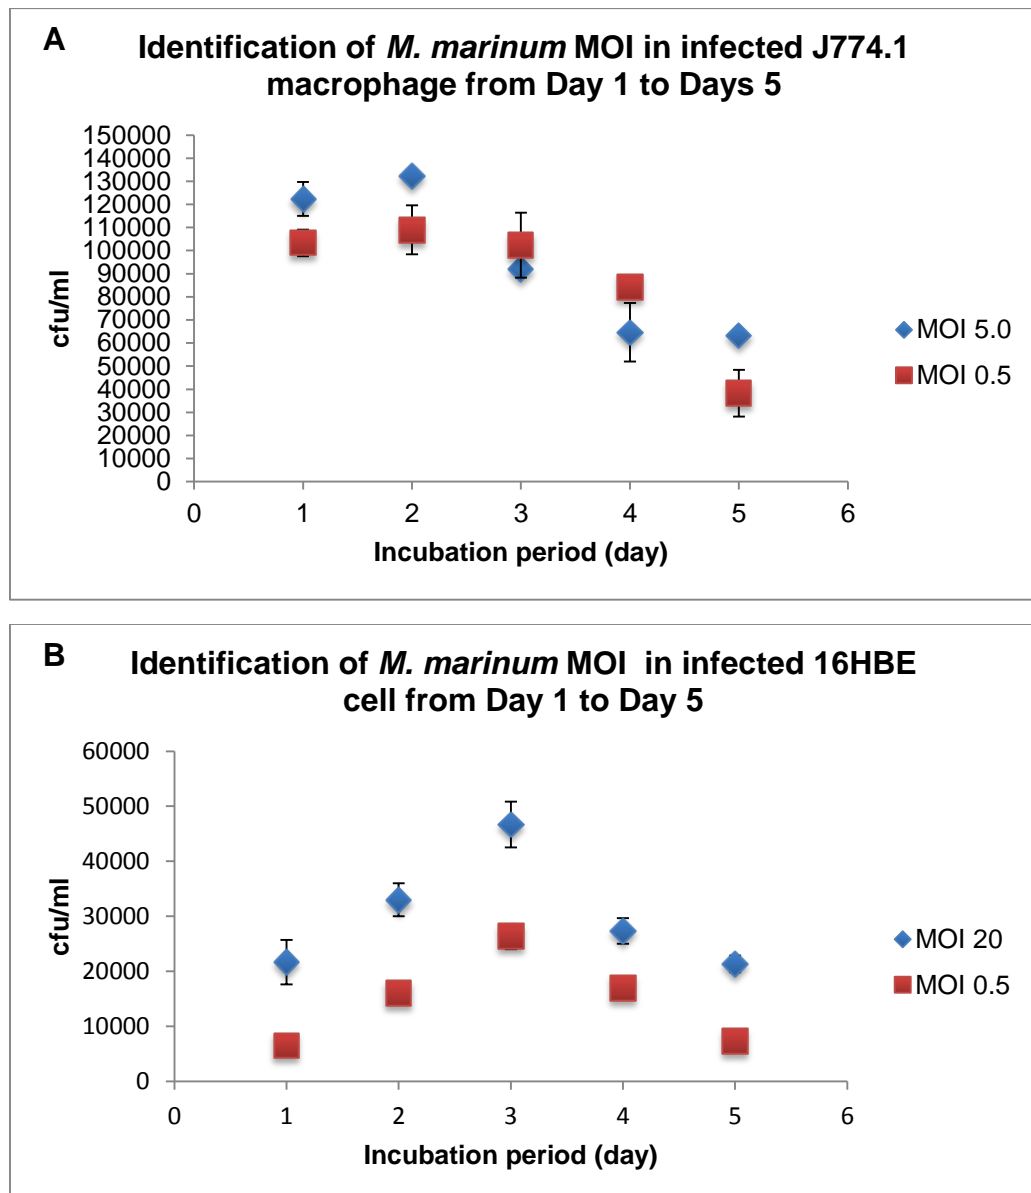 A
Identification of M. marinum MOI in infected J774.1
macrophage from Day 1 to Days 5
150000
140000
130000
120000
110000
100000
90000
80000
70000
60000
50000
40000
30000
20000
10000
0
cfu/ml
0 1 2 3 4 5 6
Incubation period (day)
MOI 5.0
MOI 0.5
B
Identification of M. marinum MOI in infected 16HBE
cell from Day 1 to Day 5
60000
50000
40000
30000
20000
10000
0
cfu/ml
0 1 2 3 4 5 6
Incubation period (day)
MOI 20
MOI 0.5